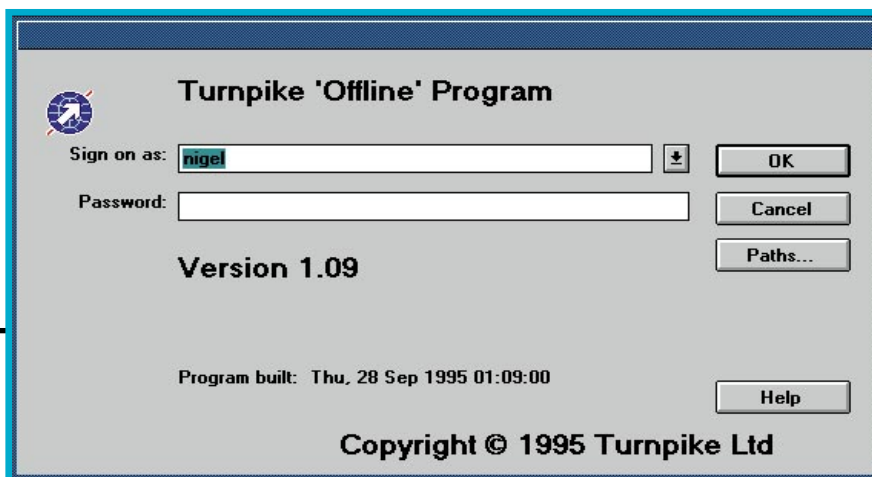 Turnpike 'Offline' Program
Sign on as: nigel OK
Password: Cancel
Version 1.09 Paths...
Program built: Thu, 28 Sep 1995 01:09:00
Help
Copyright © 1995 Turnpike Ltd